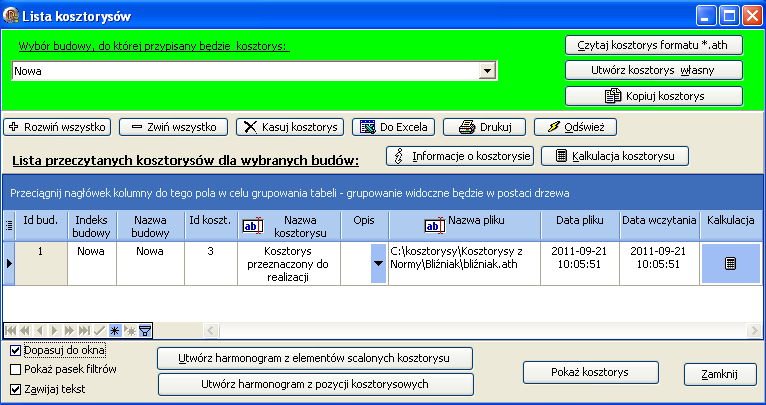 Lista kosztorysów
Wybór budowy, do której przypisany będzie kosztorys:
Nowa
Czytaj kosztorys formatu *.ath
Utwórz kosztorys własny
Kopiuj kosztorys
Rozwiń wszystko
Zwiń wszystko
Kasuj kosztorys
Do Excela
Drukuj
Odśwież
Lista przeczytanych kosztorysów dla wybranych budów:
Informacje o kosztorysie
Kalkulacja kosztorysu
Przeciągnij nagłówek kolumny do tego pola w celu grupowania tabeli - grupowanie widoczne będzie w postaci drzewa
Id bud.
Indeks
budowy
Nazwa
budowy
Id koszt.
ab
Nazwa
kosztorysu
Opis
ab
Nazwa pliku
Data pliku
Data wczytania
Kalkulacja
1
Nowa
Nowa
3
Kosztorys
przeznaczony do
realizacji
C:\kosztorysy\Kosztorysy z
Normy\Bliźniak\bliźniak.ath
2011-09-21
10:05:51
2011-09-21
10:05:51
Dopasuj do okna
Pokaż pasek filtrów
Zawijaj tekst
Utwórz harmonogram z elementów scalonych kosztorysu
Utwórz harmonogram z pozycji kosztorysowych
Pokaż kosztorys
Zamknij